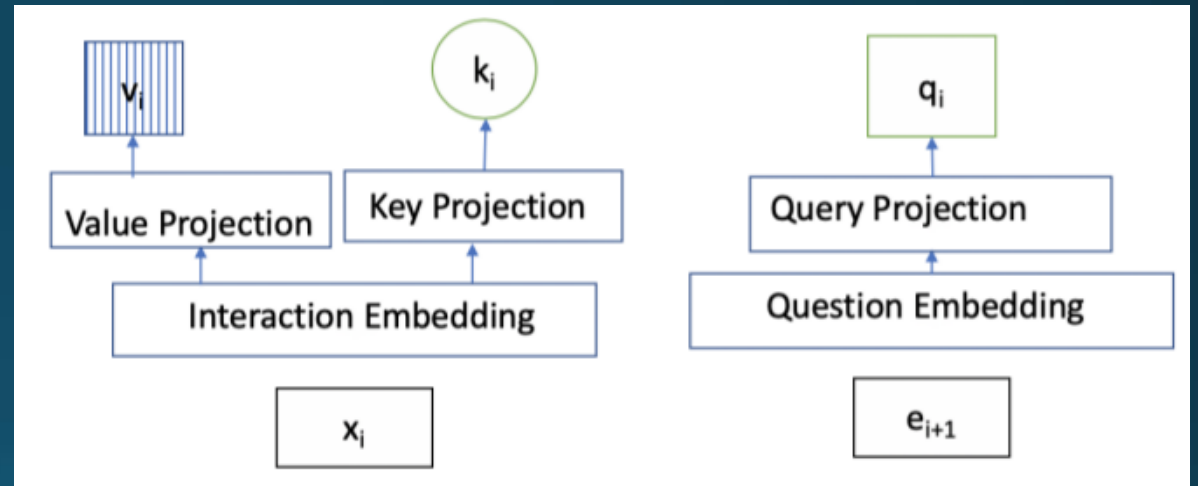 vᵢ
kᵢ
qᵢ
Value Projection
Key Projection
Query Projection
Interaction Embedding
Question Embedding
xᵢ
eᵢ₊₁